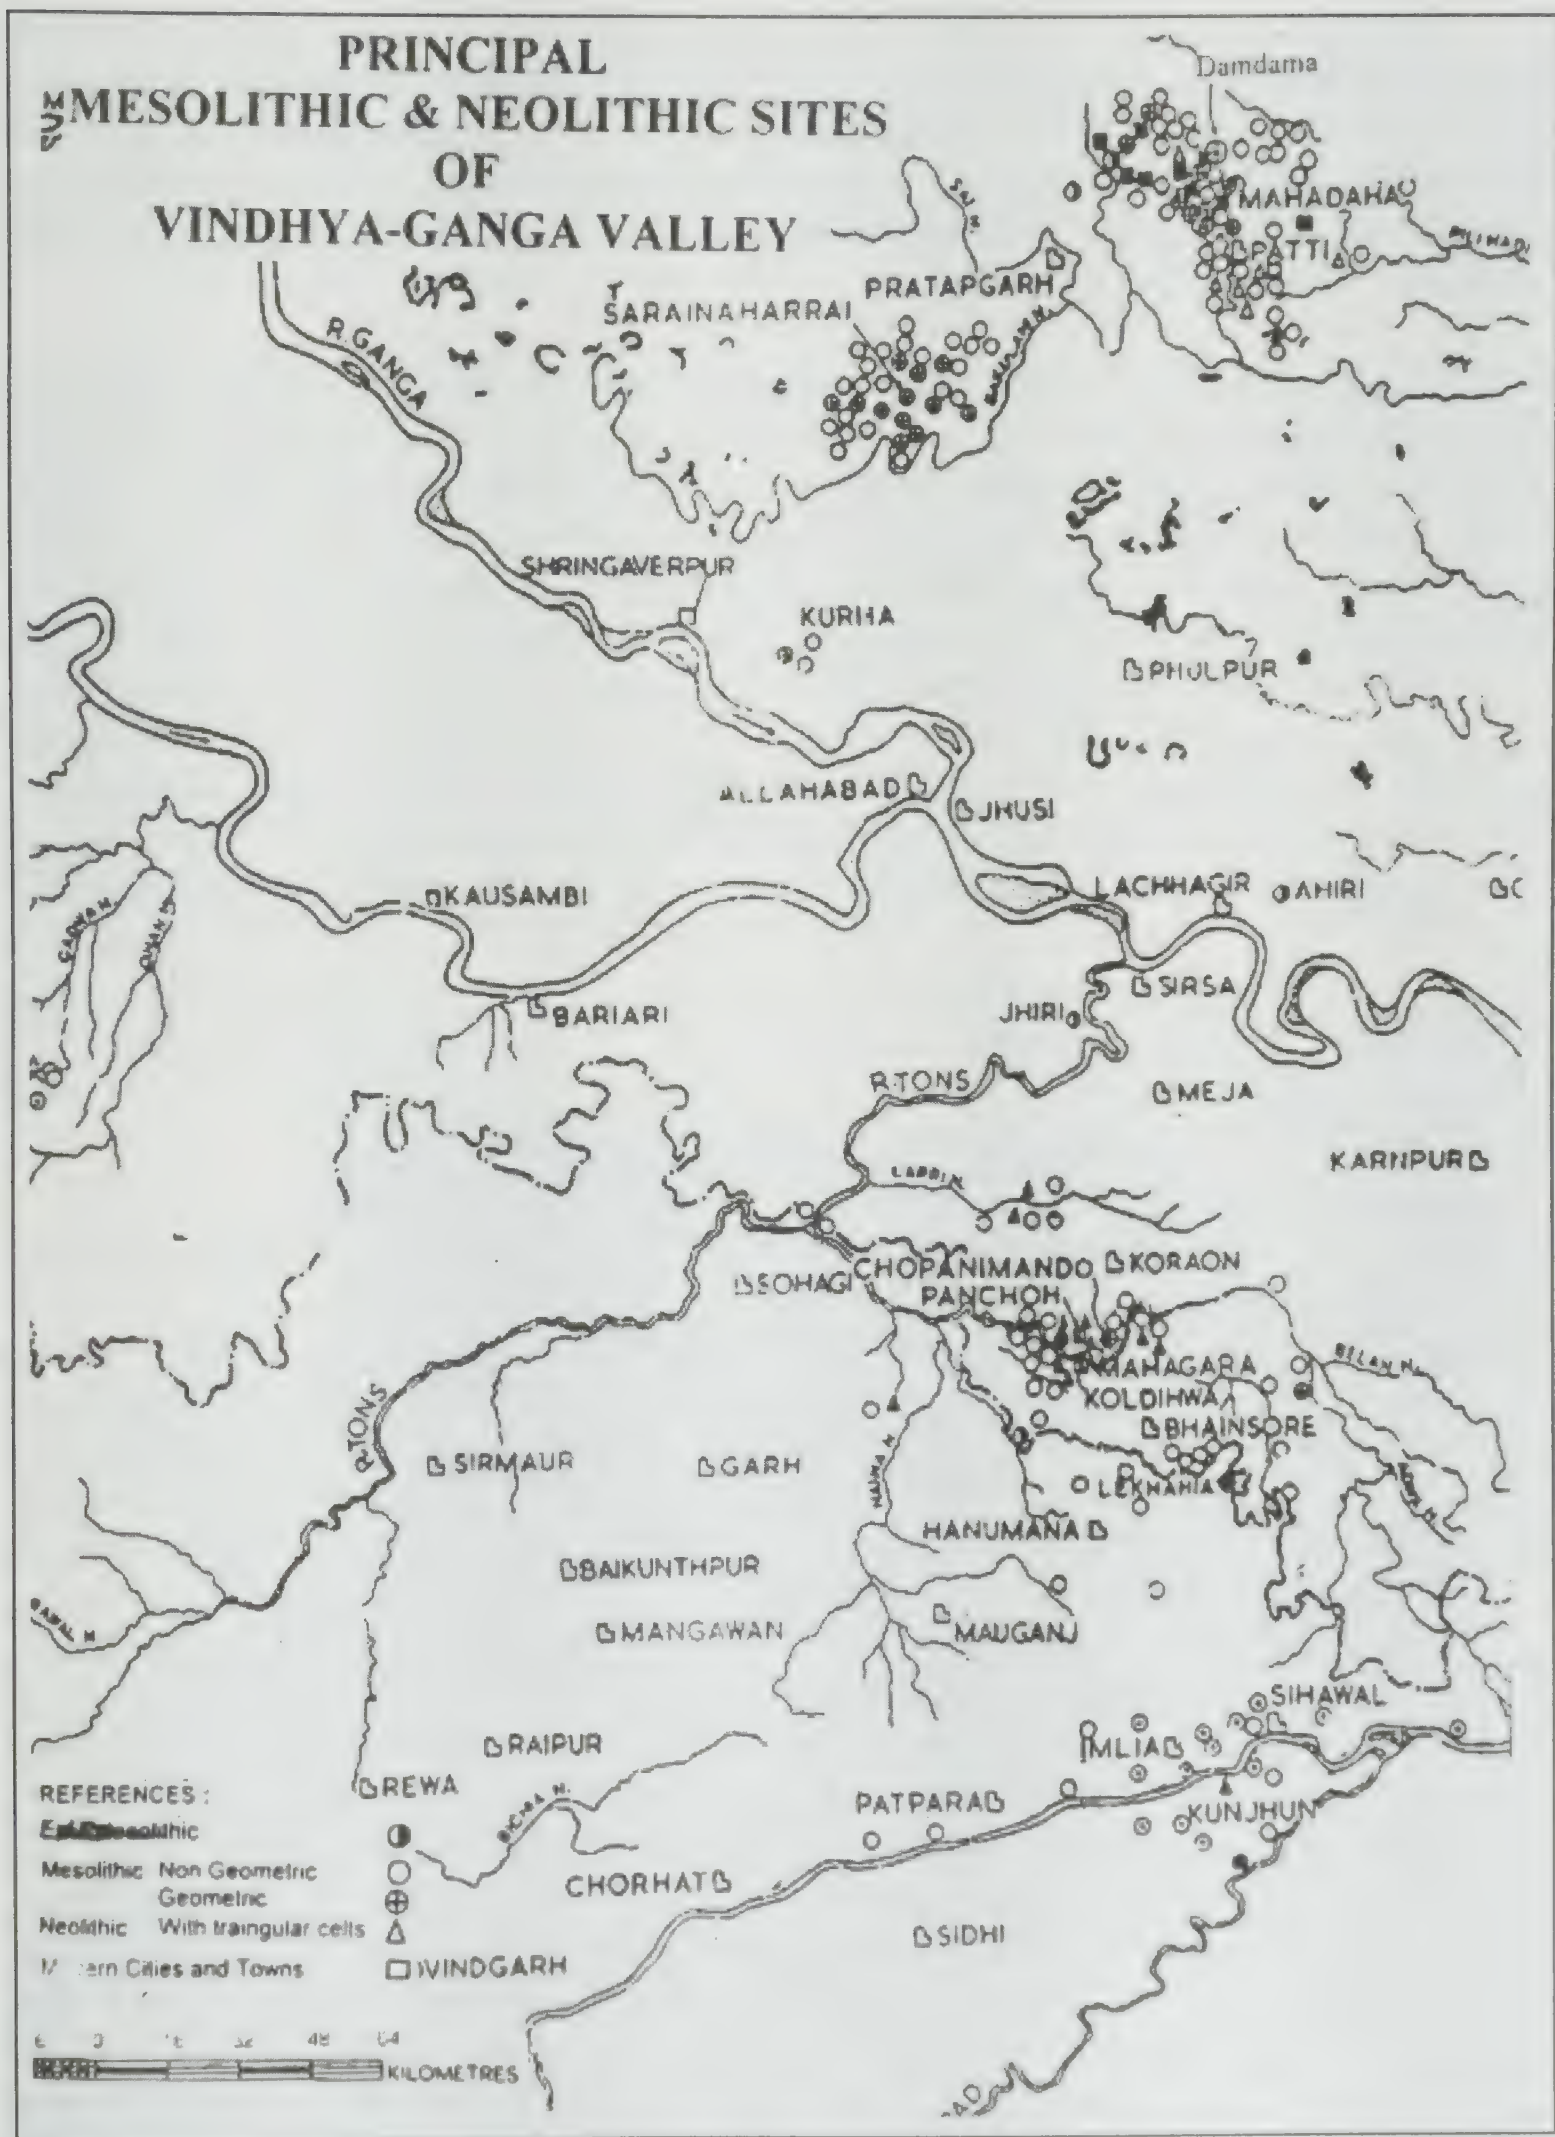 PRINCIPAL
MESOLITHIC & NEOLITHIC SITES
OF
VINDHYA-GANGA VALLEY
Damdama
MAHADAHA
PATTI
PRATAPGARH
SARAINAHARRAI
R. GANGA
SHRINGAVERPUR
KURHA
PHULPUR
ALLAHABAD
JHUSI
LACHHAGIR
AHIRI
KAUSAMBI
SIRSA
BARIARI
JHIRI
R. TONS
MEJA
KARNPUR
CHOPANIMANDO
KORAON
SOHAGI
PANCHOH
BELAN N.
MAHAGARA
KOLDIHWA
BHAINSORE
R. TONS
SIRMAUR
GARH
LEKHAHIA
HANUMANA
BAIKUNTHPUR
MANGAWAN
MAUGANJ
SIHAWAL
RAIPUR
IMLIA
REWA
PATPARA
KUNJHUN
CHORHAT
SIDHI
REFERENCES :
Mesolithic Non Geometric
Geometric
Neolithic With traingular cells
Cities and Towns
VINDGARH
48
KILOMETRES